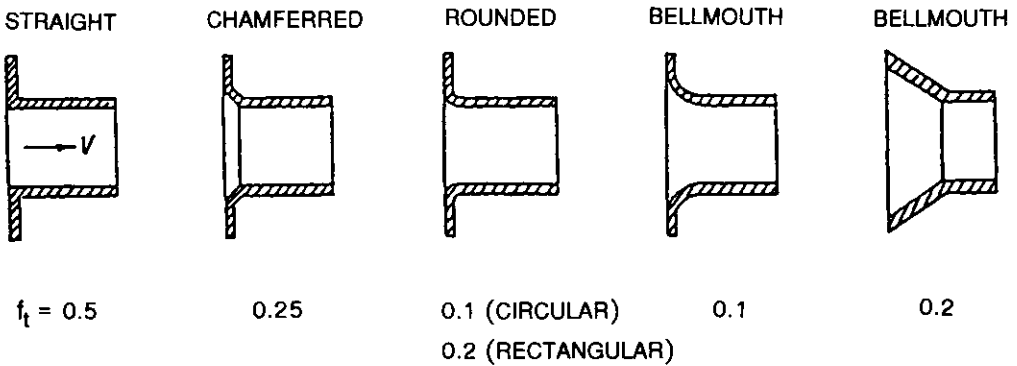 STRAIGHT CHAMFERRED ROUNDED BELLMOUTH BELLMOUTH
V
fₜ = 0.5 0.25 0.1 (CIRCULAR) 0.1 0.2
0.2 (RECTANGULAR)